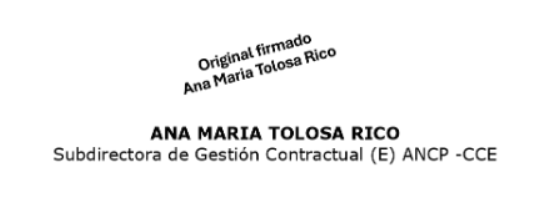 Original firmado
Ana Maria Tolosa Rico
ANA MARIA TOLOSA RICO
Subdirectora de Gestión Contractual (E) ANCP -CCE